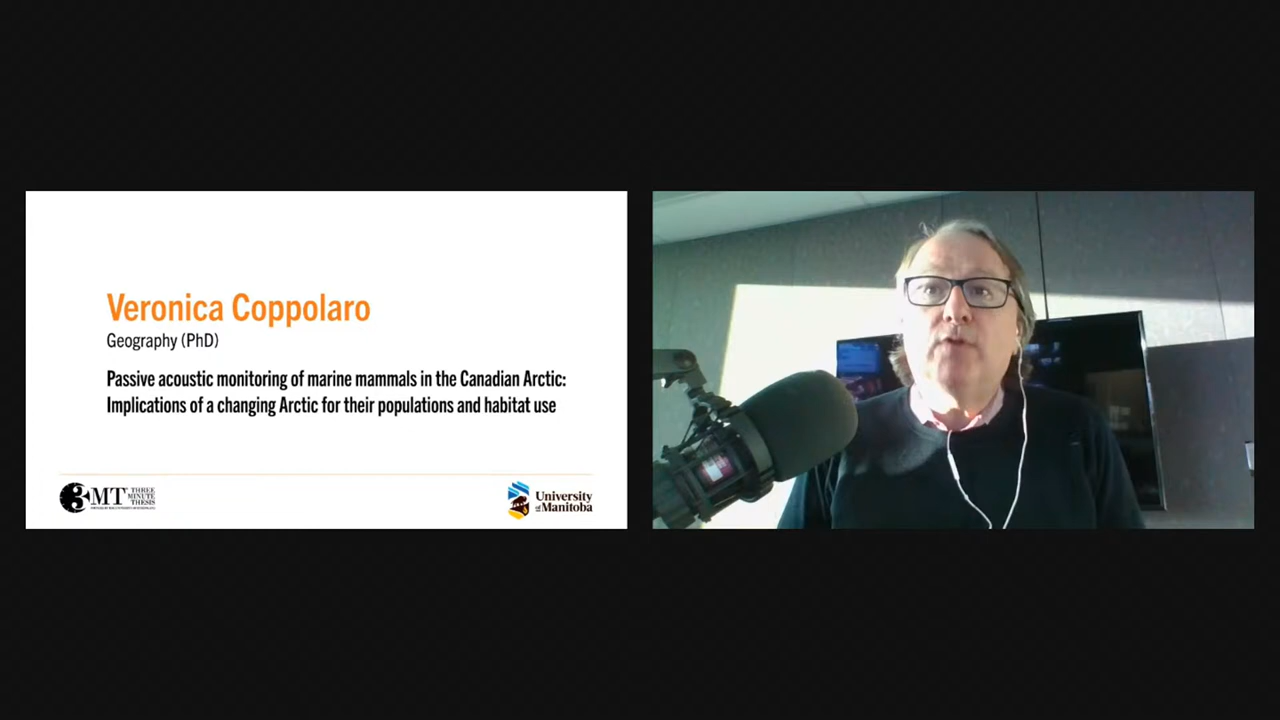 Veronica Coppolaro
Geography (PhD)
Passive acoustic monitoring of marine mammals in the Canadian Arctic:
Implications of a changing Arctic for their populations and habitat use
3MT THREE
MINUTE
THESIS
University
of Manitoba